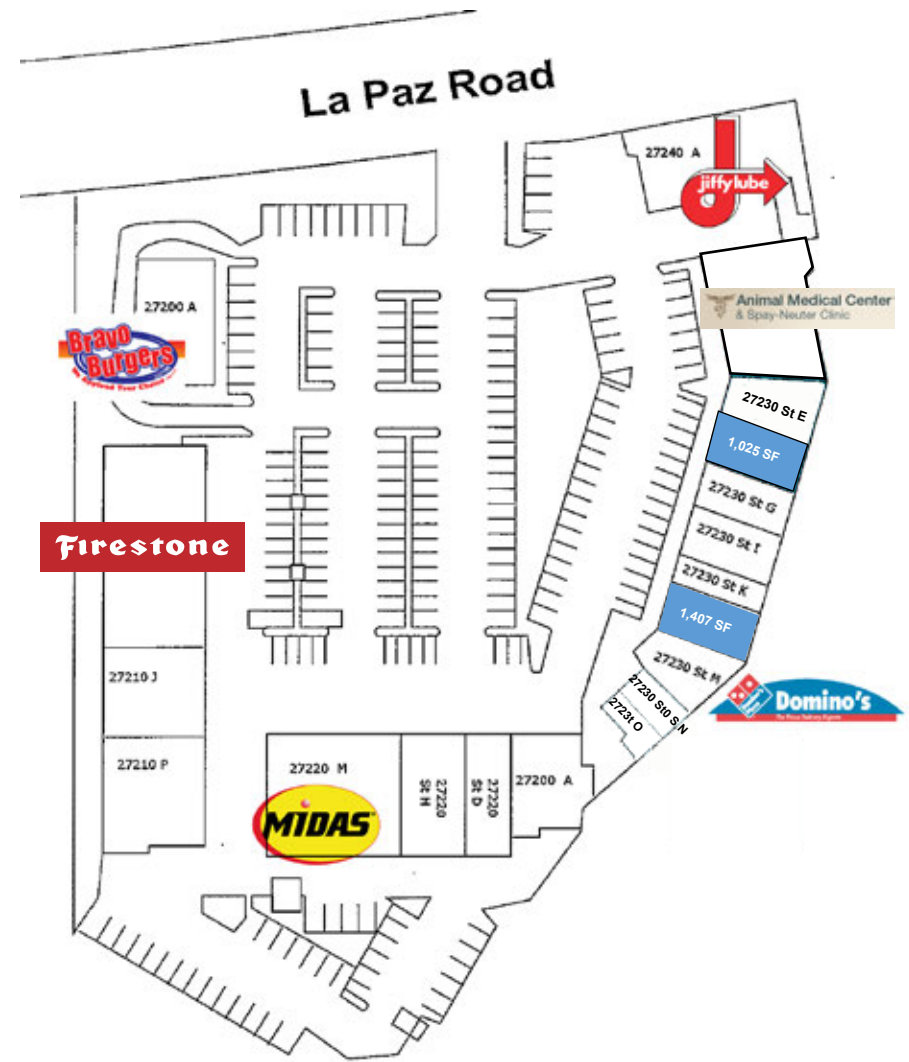 La Paz Road
27240 A
jiffylube
Animal Medical Center
& Spay-Neuter Clinic
27200 A
Bravo
Burgers
27230 St E
1,025 SF
27230 St G
27230 St I
27230 St K
1,407 SF
27230 St M
27230 St0 S N
2723t O
Domino's
Firestone
27210 J
27210 P
27220 M
MIDAS
27220
St H
27220
St D
27200 A